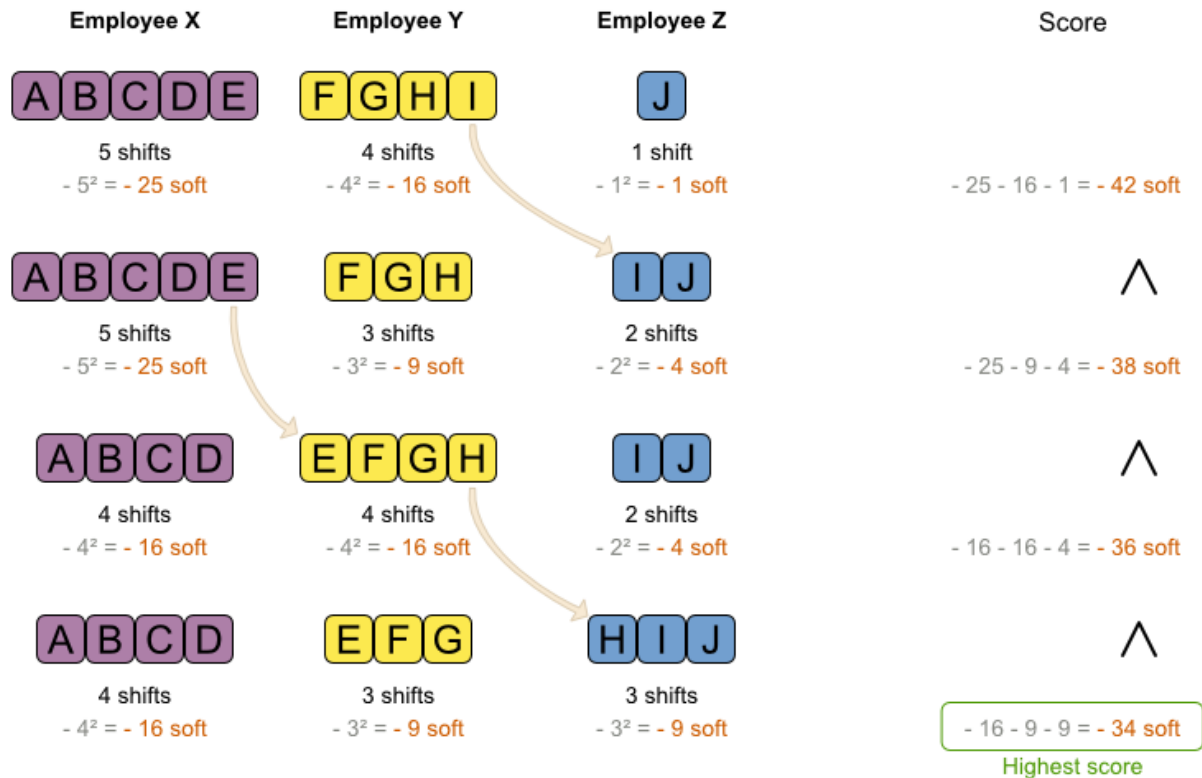 Employee X Employee Y Employee Z Score
A B C D E F G H I J
5 shifts 4 shifts 1 shift
- 5² = - 25 soft - 4² = - 16 soft - 1² = - 1 soft - 25 - 16 - 1 = - 42 soft
A B C D E F G H I J
5 shifts 3 shifts 2 shifts
- 5² = - 25 soft - 3² = - 9 soft - 2² = - 4 soft - 25 - 9 - 4 = - 38 soft
A B C D E F G H I J
4 shifts 4 shifts 2 shifts
- 4² = - 16 soft - 4² = - 16 soft - 2² = - 4 soft - 16 - 16 - 4 = - 36 soft
A B C D E F G H I J
4 shifts 3 shifts 3 shifts
- 4² = - 16 soft - 3² = - 9 soft - 3² = - 9 soft - 16 - 9 - 9 = - 34 soft
Highest score